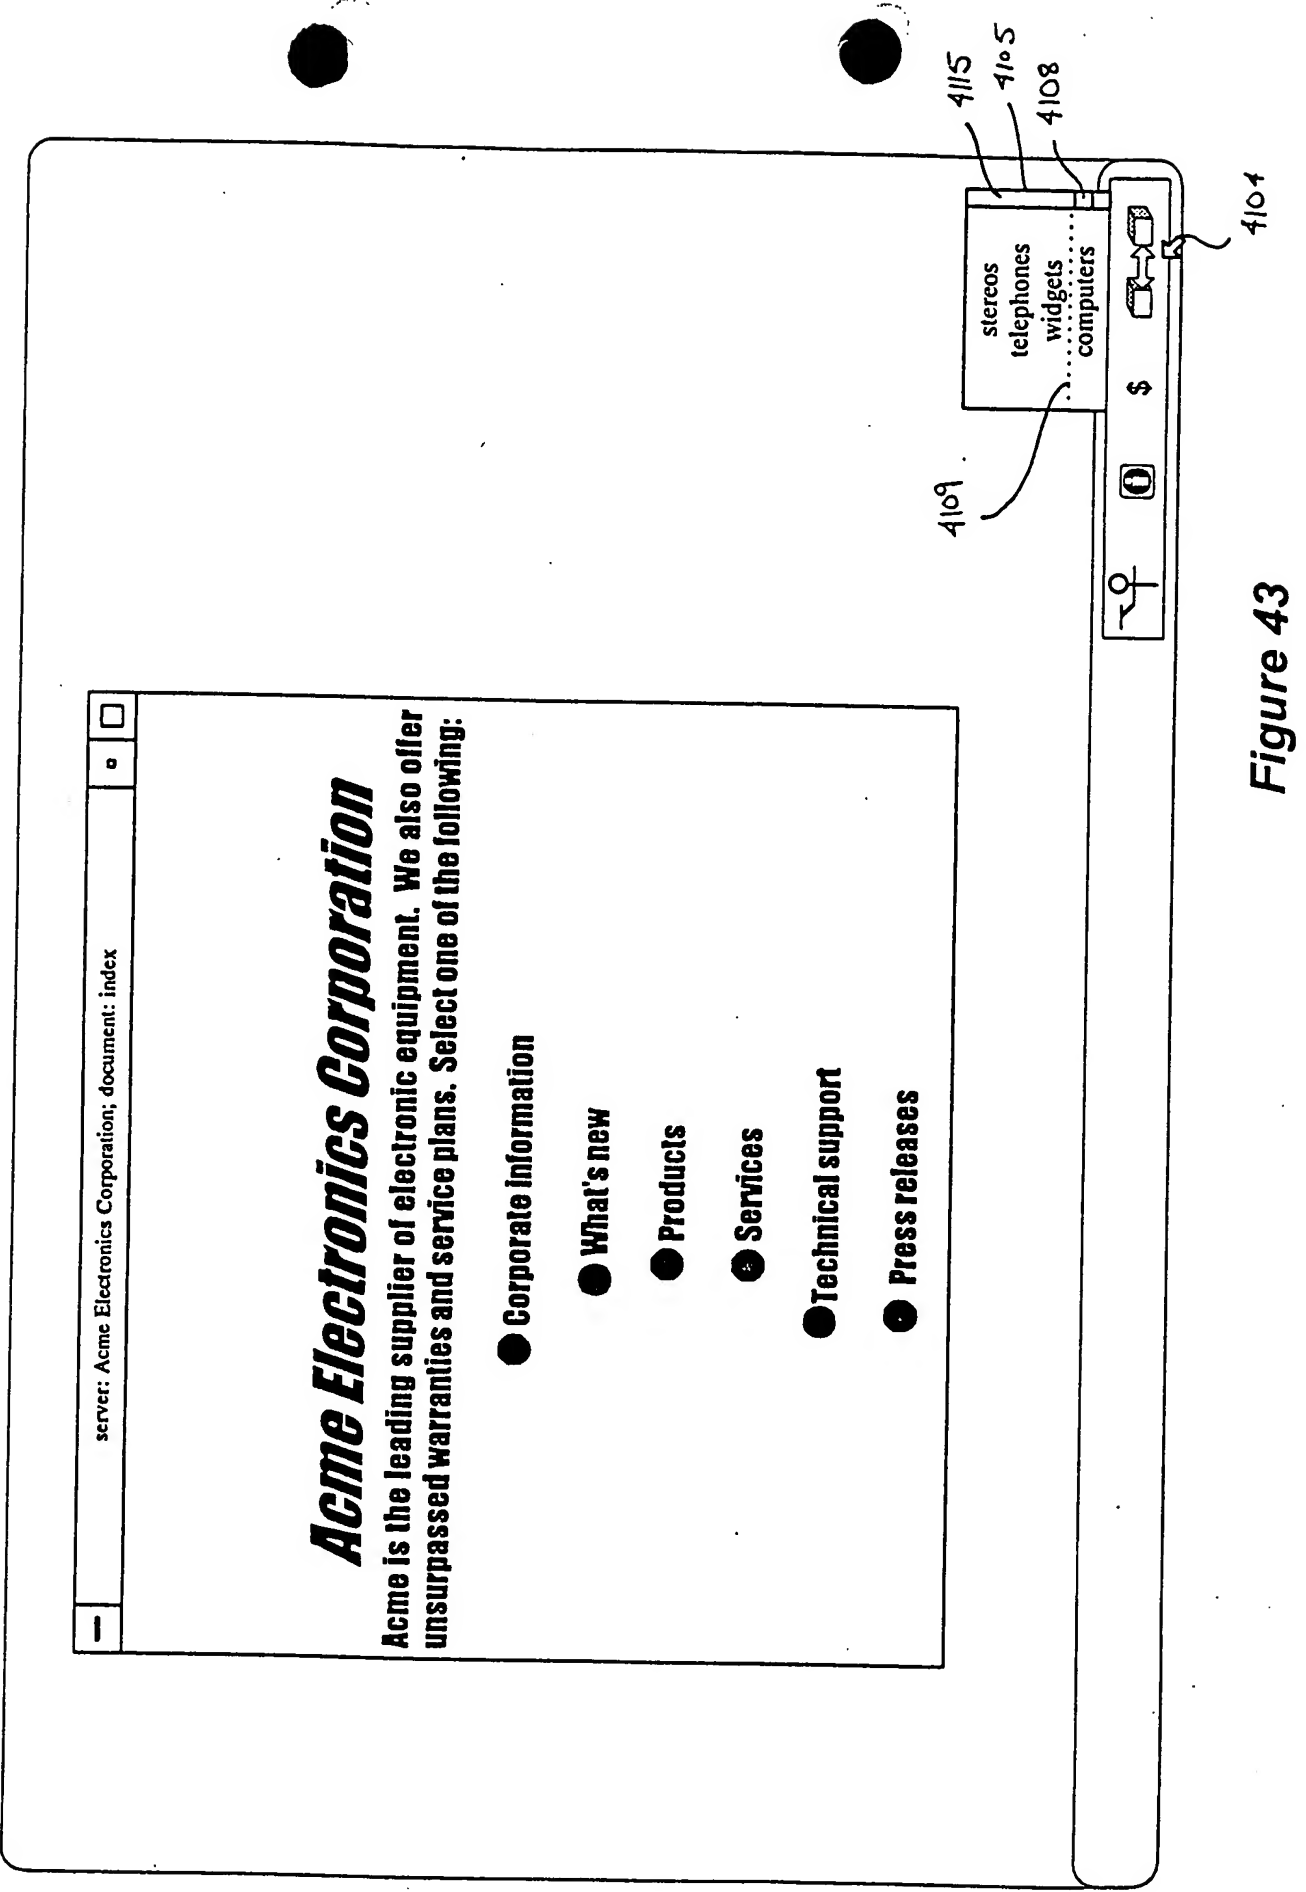 server: Acme Electronics Corporation; document: index
Acme Electronics Corporation
Acme is the leading supplier of electronic equipment. We also offer
unsurpassed warranties and service plans. Select one of the following:
Corporate Information
What's new
Products
Services
Technical support
Press releases
4115
4105
4108
stereos
telephones
widgets
computers
4109
$
4104
Figure 43